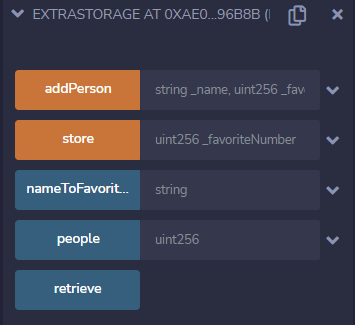 EXTRASTORAGE AT 0XAE0...96B8B (
addPerson string _name, uint256 _favo
store uint256 _favoriteNumber
nameToFavorit... string
people uint256
retrieve